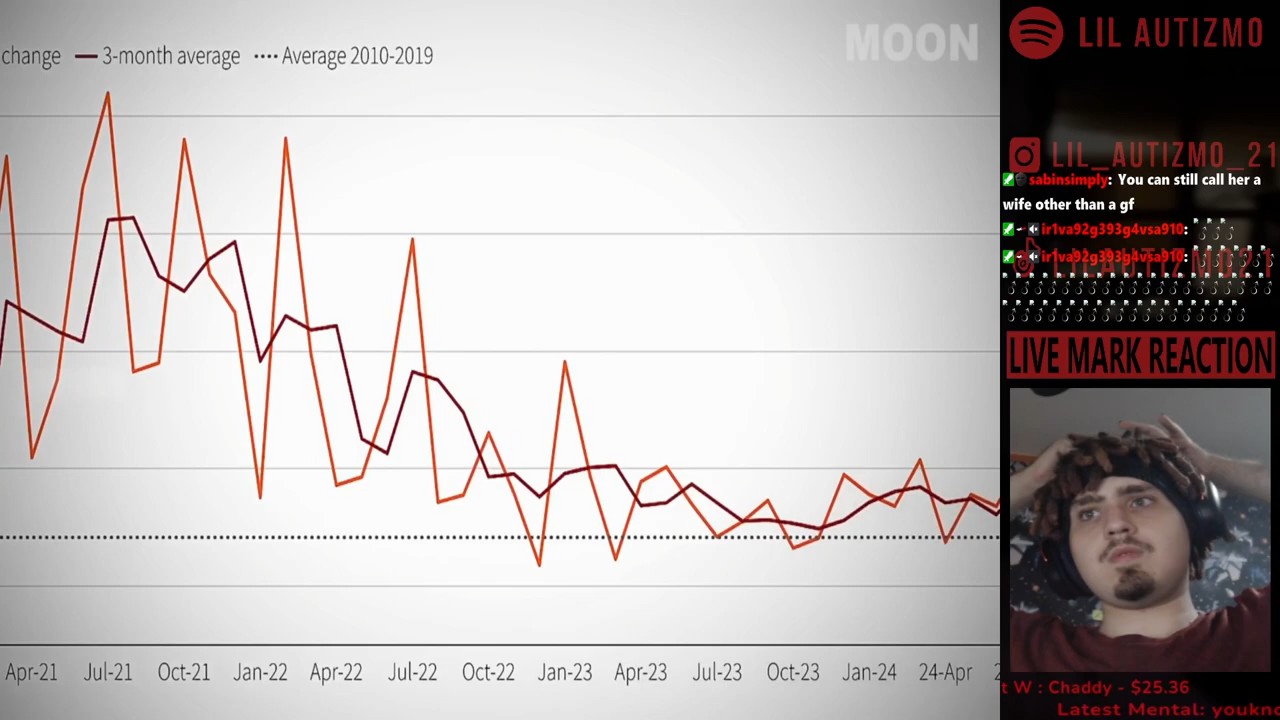 change 3-month average Average 2010-2019
MOON
Apr-21 Jul-21 Oct-21 Jan-22 Apr-22 Jul-22 Oct-22 Jan-23 Apr-23 Jul-23 Oct-23 Jan-24 24-Apr 2
LIL AUTIZMO
LIL_AUTIZMO_21
sabinsimply: You can still call her a
wife other than a gf
ir1va92g393g4vsa910:
ir1va92g393g4vsa910:
LILAUTIZMO21
LIVE MARK REACTION
t W : Chaddy - $25.36
Latest Mental: youkno